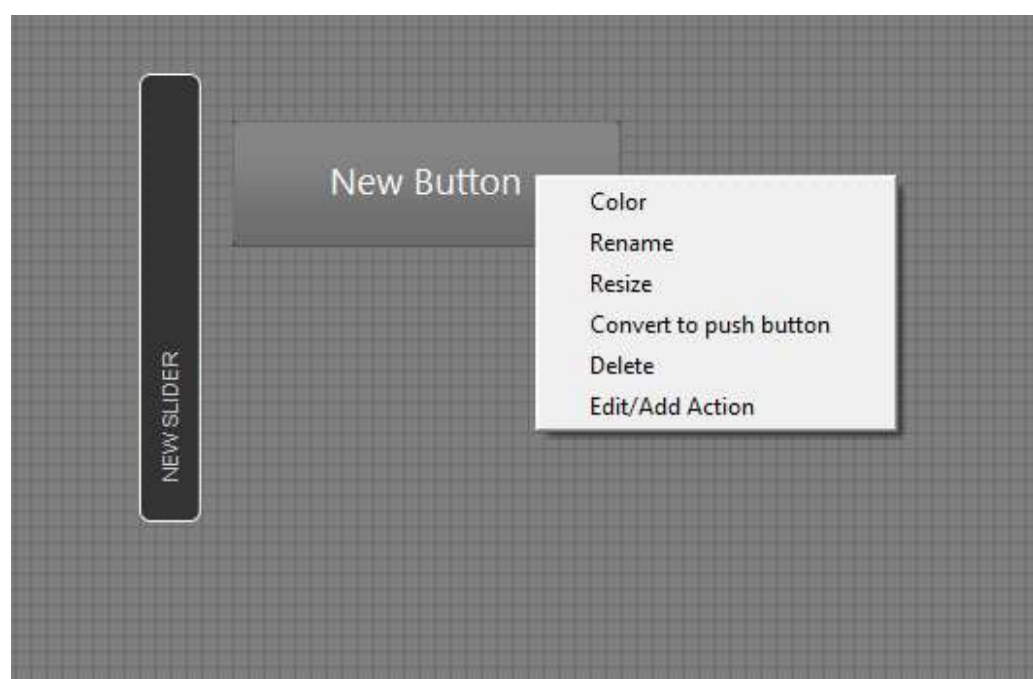 New Button
Color
Rename
Resize
Convert to push button
Delete
Edit/Add Action
NEW SLIDER